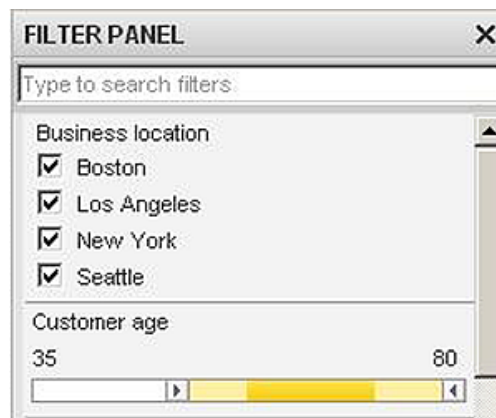 FILTER PANEL
Type to search filters
Business location
Boston
Los Angeles
New York
Seattle
Customer age
35 80